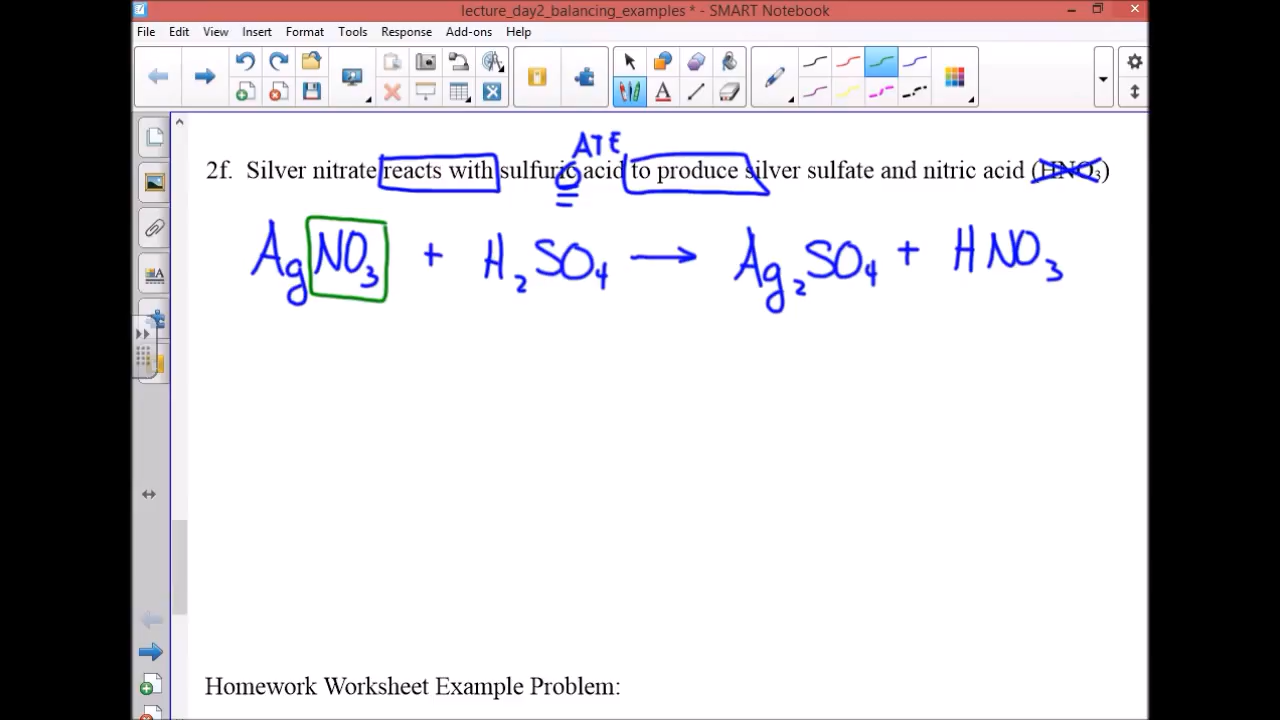 lecture_day2_balancing_examples * - SMART Notebook
File Edit View Insert Format Tools Response Add-ons Help
ATE
2f. Silver nitrate reacts with sulfuric acid to produce silver sulfate and nitric acid (HNO₃)
AgNO₃ + H₂SO₄ → Ag₂SO₄ + HNO₃
Homework Worksheet Example Problem: